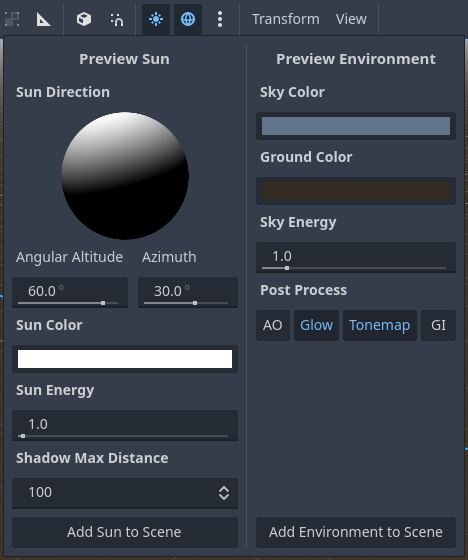 Transform View
Preview Sun
Sun Direction
Angular Altitude Azimuth
60.0 ° 30.0 °
Sun Color
Sun Energy
1.0
Shadow Max Distance
100
Add Sun to Scene
Preview Environment
Sky Color
Ground Color
Sky Energy
1.0
Post Process
AO Glow Tonemap GI
Add Environment to Scene